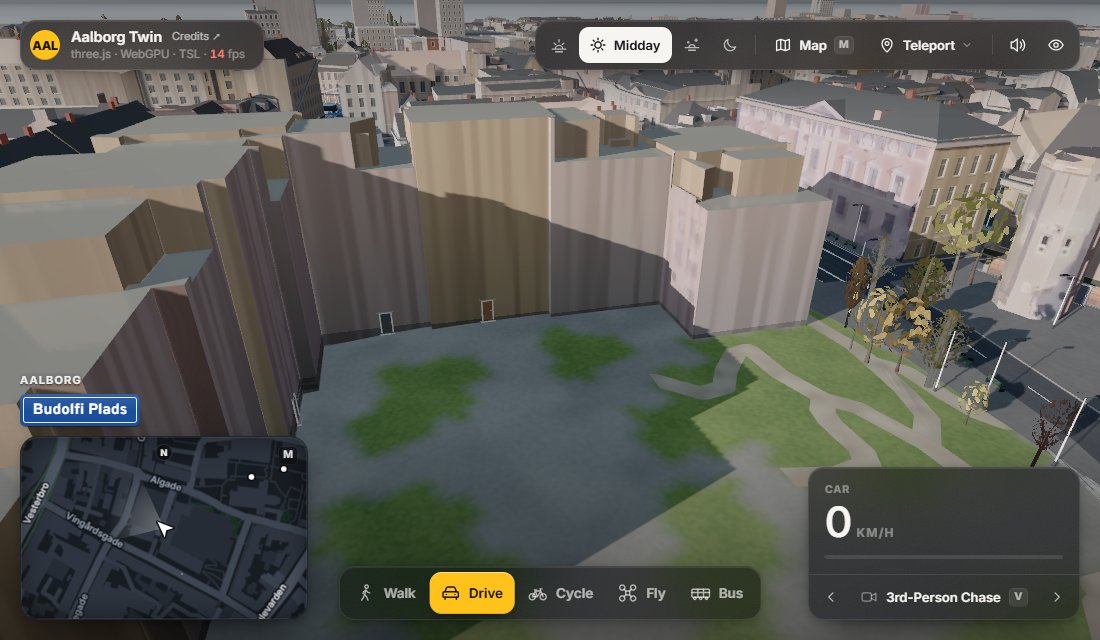 AAL
Aalborg Twin Credits ↗
three.js · WebGPU · TSL · 14 fps
Midday
Map M
Teleport
AALBORG
Budolfi Plads
N
M
Algade
Vesterbro
Vingårdsgade
CAR
0 KM/H
Walk
Drive
Cycle
Fly
Bus
3rd-Person Chase V